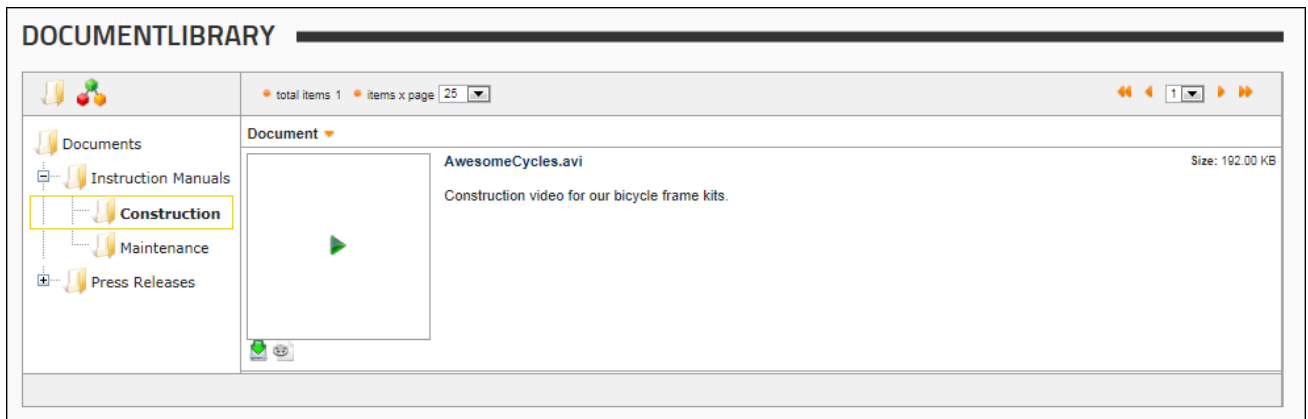 DOCUMENTLIBRARY
total items 1 items x page 25 1
Documents
Instruction Manuals
Construction
Maintenance
Press Releases
Document
AwesomeCycles.avi Size: 192.00 KB
Construction video for our bicycle frame kits.